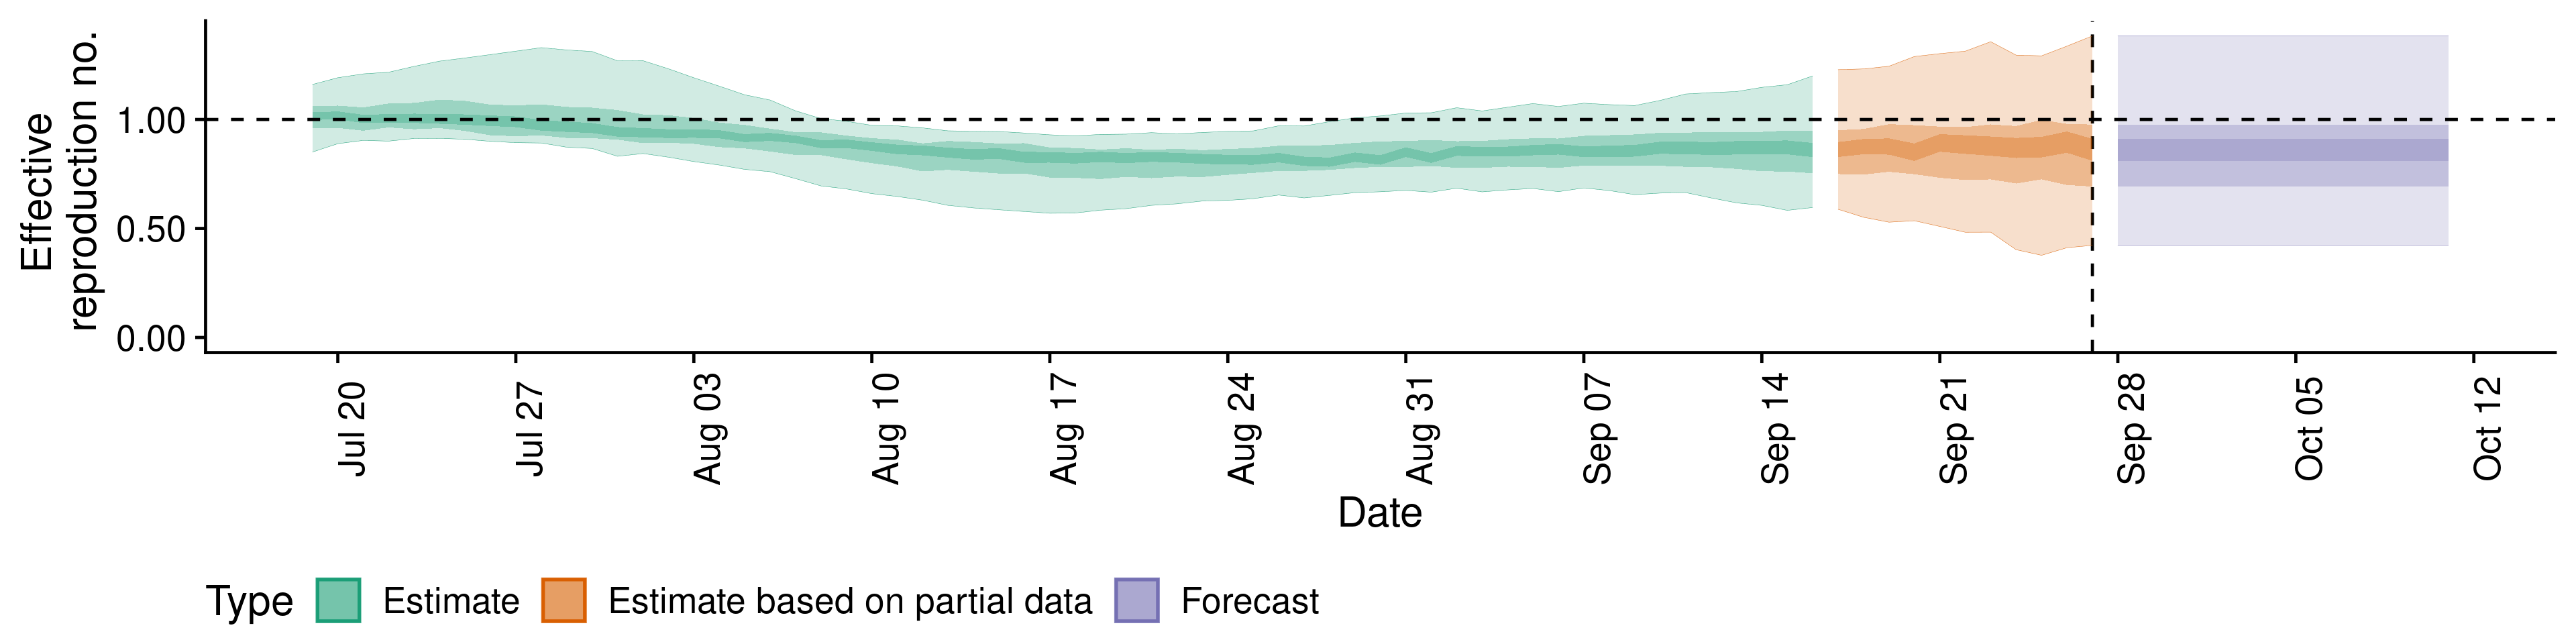 Effective
reproduction no.
1.00
0.50
0.00
Jul 20
Jul 27
Aug 03
Aug 10
Aug 17
Aug 24
Aug 31
Sep 07
Sep 14
Sep 21
Sep 28
Oct 05
Oct 12
Date
Type Estimate Estimate based on partial data Forecast